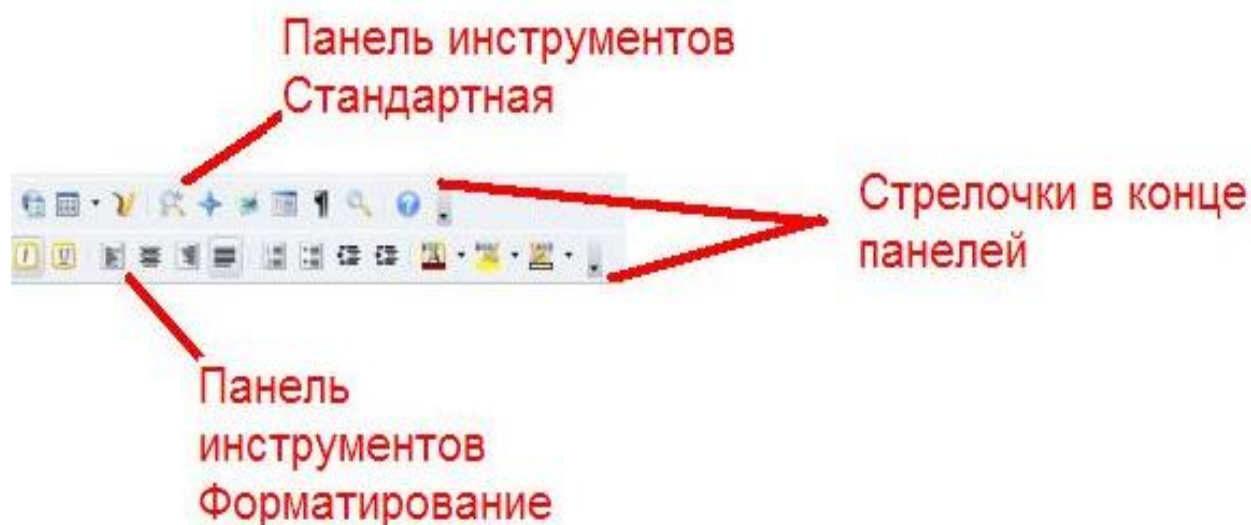 Панель инструментов
Стандартная
Стрелочки в конце
панелей
Панель
инструментов
Форматирование